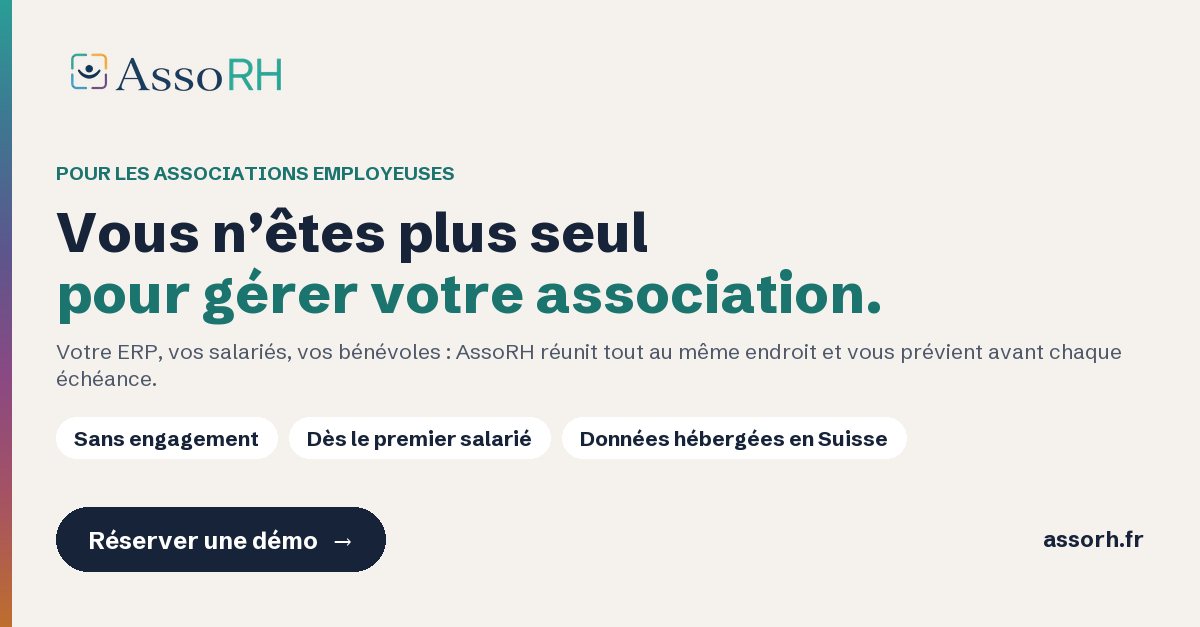 AssoRH
POUR LES ASSOCIATIONS EMPLOYEUSES
Vous n’êtes plus seul
pour gérer votre association.
Votre ERP, vos salariés, vos bénévoles : AssoRH réunit tout au même endroit et vous prévient avant chaque
échéance.
Sans engagement
Dès le premier salarié
Données hébergées en Suisse
Réserver une démo →
assorh.fr